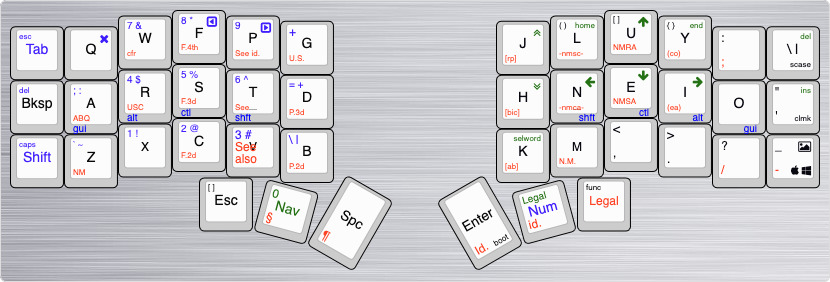 esc
Tab
Q
7 &
W
cfr
8 *
F
F.4th
9
P
See id.
+
G
U.S.
J
[rp]
( ) home
L
-nmsc-
[ ]
U
NMRA
{ } end
Y
(co)
:
;
del
\ |
scase
del
Bksp
; :
A
ABQ
gui
4 $
R
USC
alt
5 %
S
F.3d
ctl
6 ^
T
See
shft
= +
D
P.3d
H
[bic]
N
-nmca-
shft
E
NMSA
ctl
I
(ea)
alt
O
gui
" ins
'
clmk
caps
Shift
` ~
Z
NM
1 !
X
2 @
C
F.2d
3 #
V
See
also
\ |
B
P.2d
selword
K
[ab]
M
N.M.
<
,
>
.
?
/
_
-
[ ]
Esc
0
Nav
§
Spc
¶
Enter
Id. boot
Legal
Num
id.
func
Legal